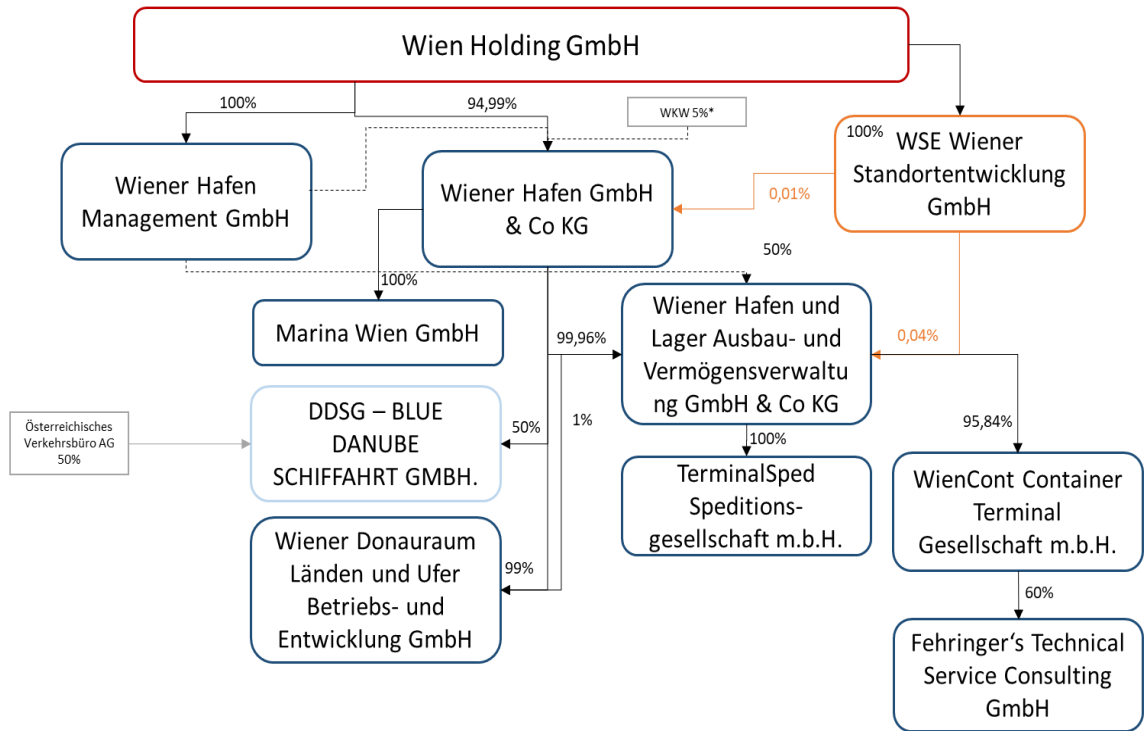 Wien Holding GmbH
100%
94,99%
WKW 5%*
100%
WSE Wiener
Standortentwicklung
GmbH
Wiener Hafen
Management GmbH
Wiener Hafen GmbH
& Co KG
0,01%
50%
100%
Marina Wien GmbH
99,96%
Wiener Hafen und
Lager Ausbau- und
Vermögensverwaltu
ng GmbH & Co KG
0,04%
Österreichisches
Verkehrsbüro AG
50%
DDSG – BLUE
DANUBE
SCHIFFAHRT GMBH.
50%
1%
100%
95,84%
TerminalSped
Speditions-
gesellschaft m.b.H.
WienCont Container
Terminal
Gesellschaft m.b.H.
Wiener Donauraum
Länden und Ufer
Betriebs- und
Entwicklung GmbH
99%
60%
Fehringer‘s Technical
Service Consulting
GmbH